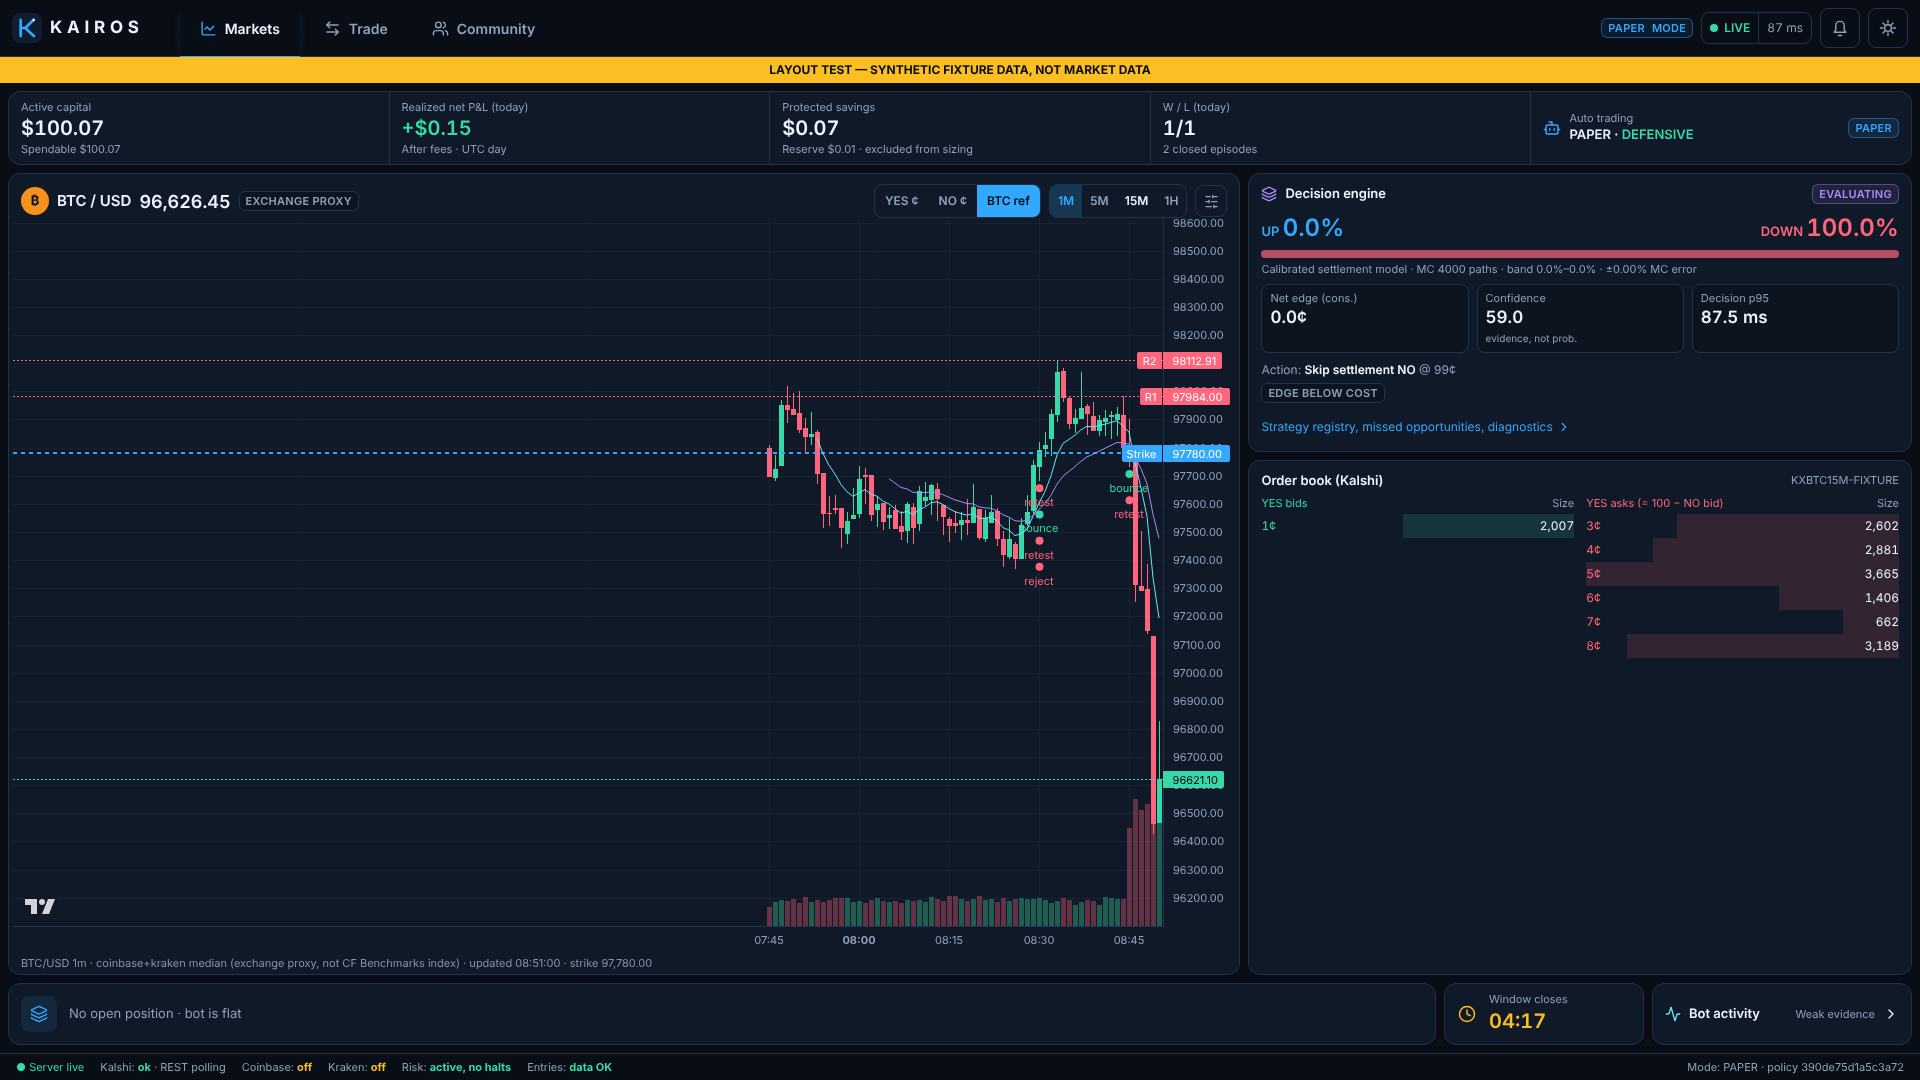 KAIROS
Markets
Trade
Community
PAPER MODE
LIVE
87 ms
LAYOUT TEST — SYNTHETIC FIXTURE DATA, NOT MARKET DATA
Active capital
$100.07
Spendable $100.07
Realized net P&L (today)
+$0.15
After fees · UTC day
Protected savings
$0.07
Reserve $0.01 · excluded from sizing
W / L (today)
1/1
2 closed episodes
Auto trading
PAPER · DEFENSIVE
PAPER
BTC / USD 96,626.45 EXCHANGE PROXY
YES ¢ NO ¢ BTC ref
1M 5M 15M 1H
98600.00
98500.00
98400.00
98300.00
98200.00
R2 98112.91
R1 97984.00
97900.00
Strike 97780.00
97700.00
97600.00
97500.00
97400.00
97300.00
97200.00
97100.00
97000.00
96900.00
96800.00
96700.00
96621.10
96500.00
96400.00
96300.00
96200.00
retest
bounce
retest
reject
bounce
retest
07:45 08:00 08:15 08:30 08:45
BTC/USD 1m · coinbase+kraken median (exchange proxy, not CF Benchmarks index) · updated 08:51:00 · strike 97,780.00
Decision engine
EVALUATING
UP 0.0%
DOWN 100.0%
Calibrated settlement model · MC 4000 paths · band 0.0%–0.0% · ±0.00% MC error
Net edge (cons.)
0.0¢
Confidence
59.0
evidence, not prob.
Decision p95
87.5 ms
Action: Skip settlement NO @ 99¢
EDGE BELOW COST
Strategy registry, missed opportunities, diagnostics
Order book (Kalshi)
KXBTC15M-FIXTURE
YES bids Size YES asks (= 100 − NO bid) Size
1¢ 2,007 3¢ 2,602
4¢ 2,881
5¢ 3,665
6¢ 1,406
7¢ 662
8¢ 3,189
No open position · bot is flat
Window closes
04:17
Bot activity
Weak evidence
Server live
Kalshi: ok · REST polling
Coinbase: off
Kraken: off
Risk: active, no halts
Entries: data OK
Mode: PAPER · policy 390de75d1a5c3a72